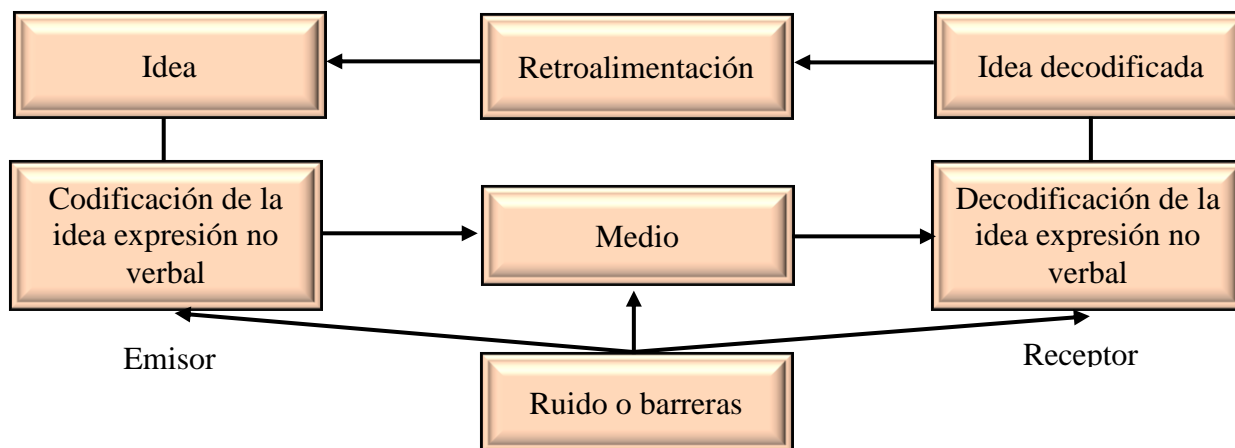 Idea
Retroalimentación
Idea decodificada
Codificación de la
idea expresión no
verbal
Medio
Decodificación de la
idea expresión no
verbal
Emisor
Receptor
Ruido o barreras